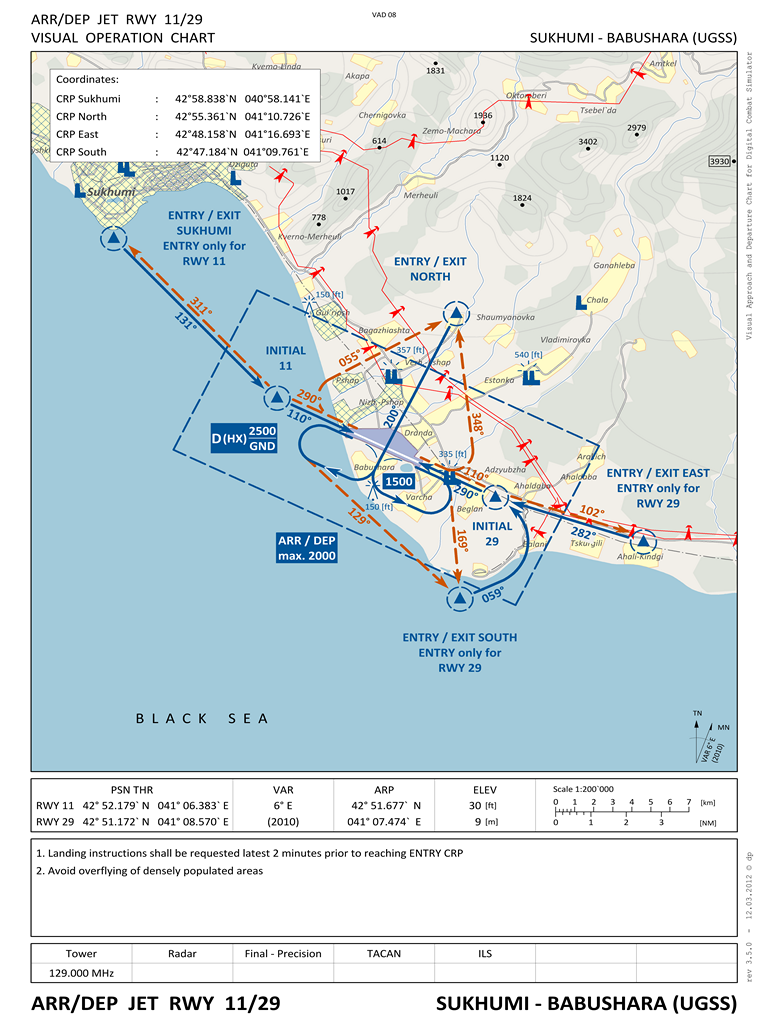 ARR/DEP JET RWY 11/29
VAD 08
VISUAL OPERATION CHART
SUKHUMI - BABUSHARA (UGSS)
Coordinates:
CRP Sukhumi : 42°58.838`N 040°58.141`E
CRP North : 42°55.361`N 041°10.726`E
CRP East : 42°48.158`N 041°16.693`E
CRP South : 42°47.184`N 041°09.761`E
Kvemo-Linda
Akapa
1831
Amtkel
Oktomberi
Tsebel`da
Chernigovka
1936
Zemo-Machara
614
2979
3402
3930
1120
Dziguta
Sukhumi
1017
Merheuli
1824
778
Kverno-Merheuli
ENTRY / EXIT
SUKHUMI
ENTRY only for
RWY 11
ENTRY / EXIT
NORTH
Ganahleba
Chala
150 [ft]
Gul`ripsh
311°
131°
Shaumyanovka
Bagazhiashta
Vladimirovka
INITIAL
11
055°
357 [ft]
540 [ft]
Pshap
Estonka
290°
110°
Nizh.-Pshap
200°
348°
D (HX) 2500
GND
Dranda
335 [ft]
Babushara
1500
110°
290°
Adzyubzha
Arakich
Ahaldaba
Ahaldaba
Varcha
150 [ft]
Beglan
129°
ENTRY / EXIT EAST
ENTRY only for
RWY 29
INITIAL
29
102°
282°
ARR / DEP
max. 2000
169°
Tskurgili
Ahali-Kindgi
059°
ENTRY / EXIT SOUTH
ENTRY only for
RWY 29
BLACK SEA
TN
MN
VAR 6° E
(2010)
Visual Approach and Departure Chart for Digital Combat Simulator
PSN THR VAR ARP ELEV
RWY 11 42° 52.179` N 041° 06.383` E 6° E 42° 51.677` N 30 [ft]
RWY 29 42° 51.172` N 041° 08.570` E (2010) 041° 07.474` E 9 [m]
Scale 1:200`000
0 1 2 3 4 5 6 7 [km]
0 1 2 3 [NM]
1. Landing instructions shall be requested latest 2 minutes prior to reaching ENTRY CRP
2. Avoid overflying of densely populated areas
rev 3.5.0 - 12.03.2012 © dp
Tower Radar Final - Precision TACAN ILS
129.000 MHz
ARR/DEP JET RWY 11/29
SUKHUMI - BABUSHARA (UGSS)